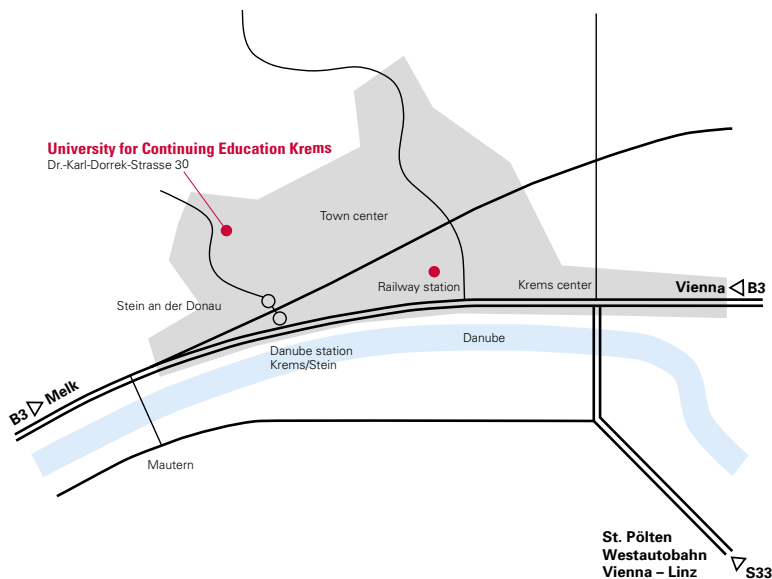 University for Continuing Education Krems
Dr.-Karl-Dorrek-Strasse 30
Town center
Railway station
Krems center
Vienna
B3
Stein an der Donau
Danube station
Krems/Stein
Danube
B3
Melk
Mautern
St. Pölten
Westautobahn
Vienna – Linz
S33